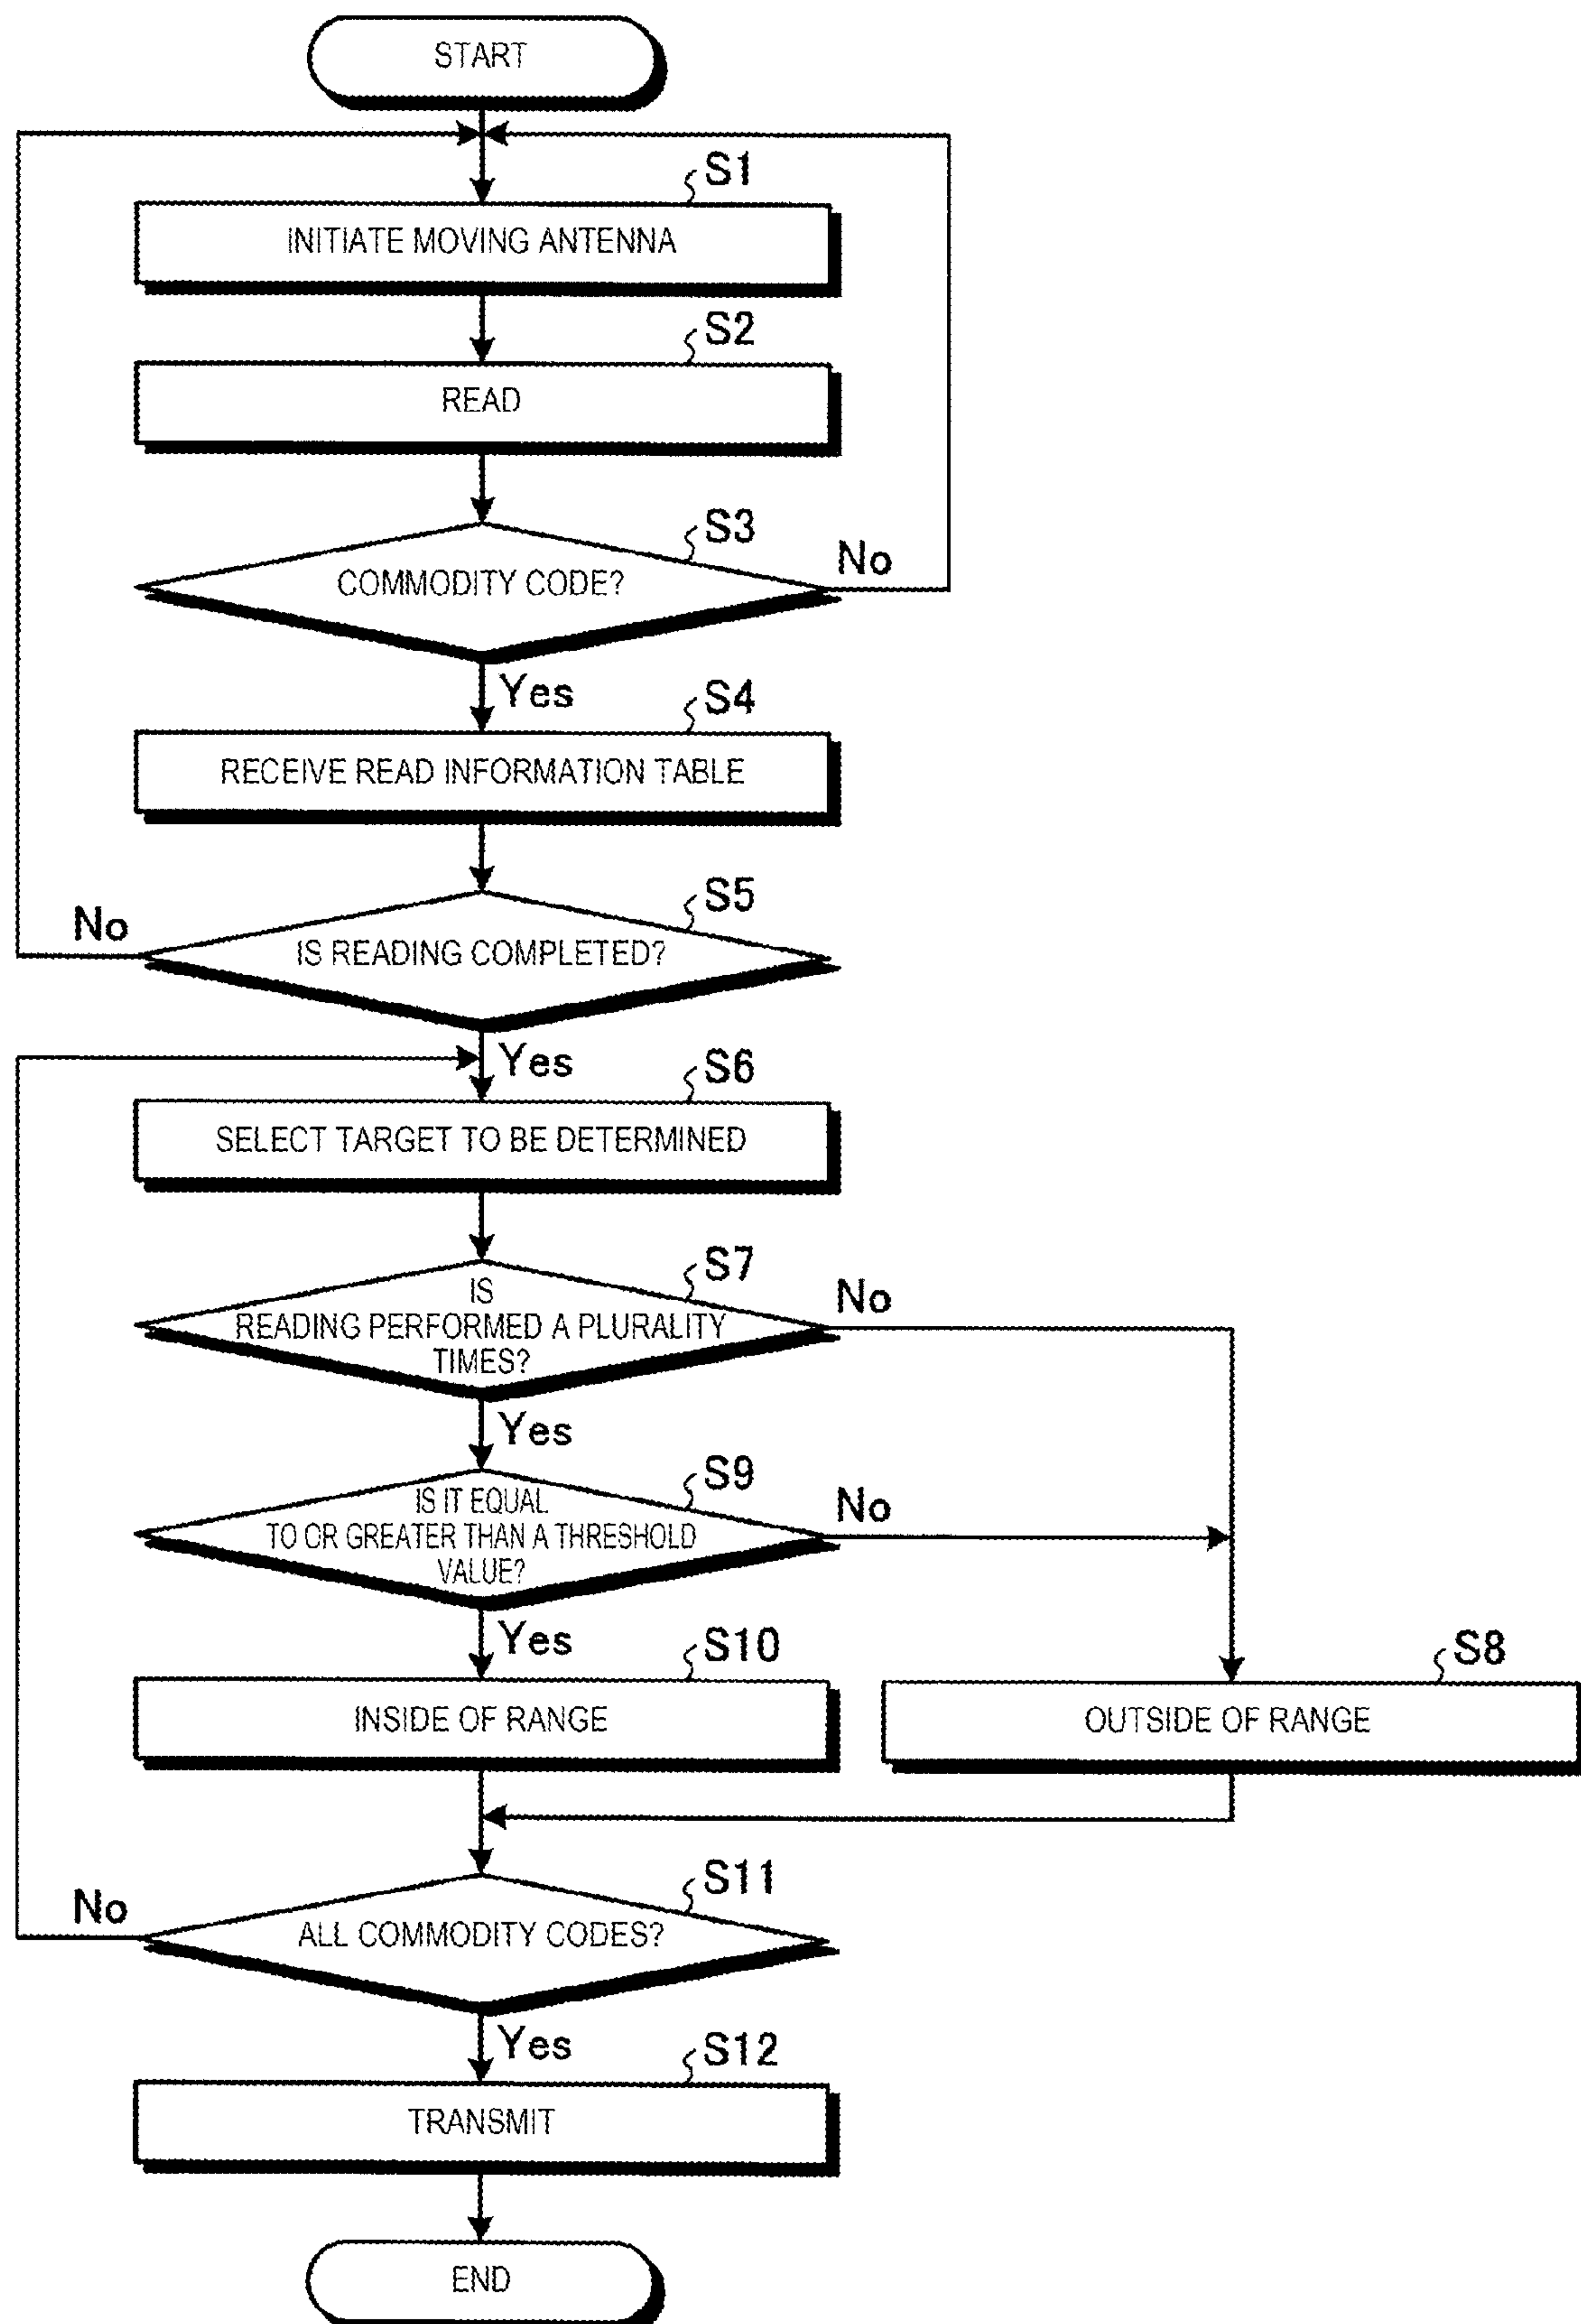 START
S1
INITIATE MOVING ANTENNA
S2
READ
S3
COMMODITY CODE?
No
Yes
S4
RECEIVE READ INFORMATION TABLE
S5
No
IS READING COMPLETED?
Yes
S6
SELECT TARGET TO BE DETERMINED
S7
IS
READING PERFORMED A PLURALITY
TIMES?
No
Yes
S9
IS IT EQUAL
TO OR GREATER THAN A THRESHOLD
VALUE?
No
Yes
S10
INSIDE OF RANGE
S8
OUTSIDE OF RANGE
S11
No
ALL COMMODITY CODES?
Yes
S12
TRANSMIT
END